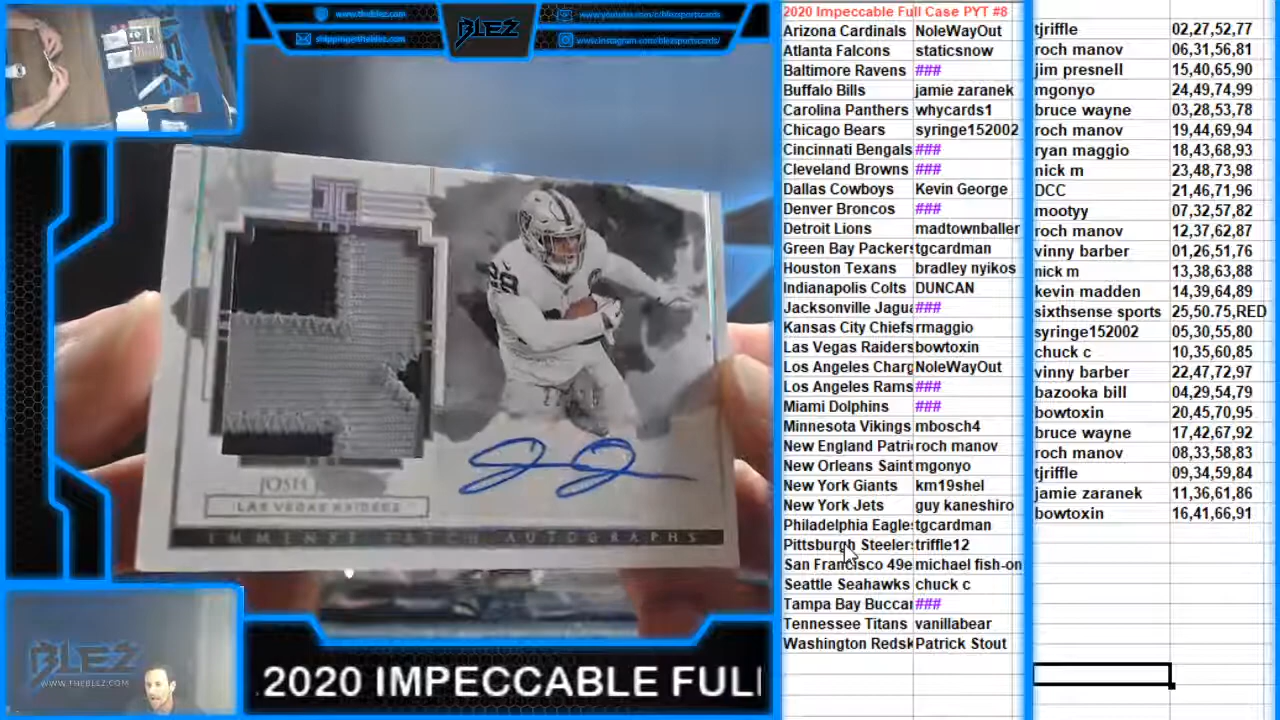 www.theblez.com
shipping@theblez.com
BLEZ
www.youtube.com/c/blezsportscards/
www.instagram.com/blezsportscards/
28
JOSH
LAS VEGAS RAIDERS
IMMENSE PATCH AUTOGRAPHS
BLEZ
WWW.THEBLEZ.COM
.2020 IMPECCABLE FULL
2020 Impeccable Full Case PYT #8
Arizona Cardinals NoleWayOut
Atlanta Falcons staticsnow
Baltimore Ravens ###
Buffalo Bills jamie zaranek
Carolina Panthers whycards1
Chicago Bears syringe152002
Cincinnati Bengals ###
Cleveland Browns ###
Dallas Cowboys Kevin George
Denver Broncos ###
Detroit Lions madtownballer
Green Bay Packers tgcardman
Houston Texans bradley nyikos
Indianapolis Colts DUNCAN
Jacksonville Jagua ###
Kansas City Chiefs rmaggio
Las Vegas Raiders bowtoxin
Los Angeles Charg NoleWayOut
Los Angeles Rams ###
Miami Dolphins ###
Minnesota Vikings mbosch4
New England Patri roch manov
New Orleans Saint mgonyo
New York Giants km19shel
New York Jets guy kaneshiro
Philadelphia Eagle tgcardman
Pittsburgh Steeler triffle12
San Francisco 49e michael fish-on
Seattle Seahawks chuck c
Tampa Bay Bucca ###
Tennessee Titans vanillabear
Washington Redsk Patrick Stout
tjriffle 02,27,52,77
roch manov 06,31,56,81
jim presnell 15,40,65,90
mgonyo 24,49,74,99
bruce wayne 03,28,53,78
roch manov 19,44,69,94
ryan maggio 18,43,68,93
nick m 23,48,73,98
DCC 21,46,71,96
mootyy 07,32,57,82
roch manov 12,37,62,87
vinny barber 01,26,51,76
nick m 13,38,63,88
kevin madden 14,39,64,89
sixthsense sports 25,50.75,RED
syringe152002 05,30,55,80
chuck c 10,35,60,85
vinny barber 22,47,72,97
bazooka bill 04,29,54,79
bowtoxin 20,45,70,95
bruce wayne 17,42,67,92
roch manov 08,33,58,83
tjriffle 09,34,59,84
jamie zaranek 11,36,61,86
bowtoxin 16,41,66,91